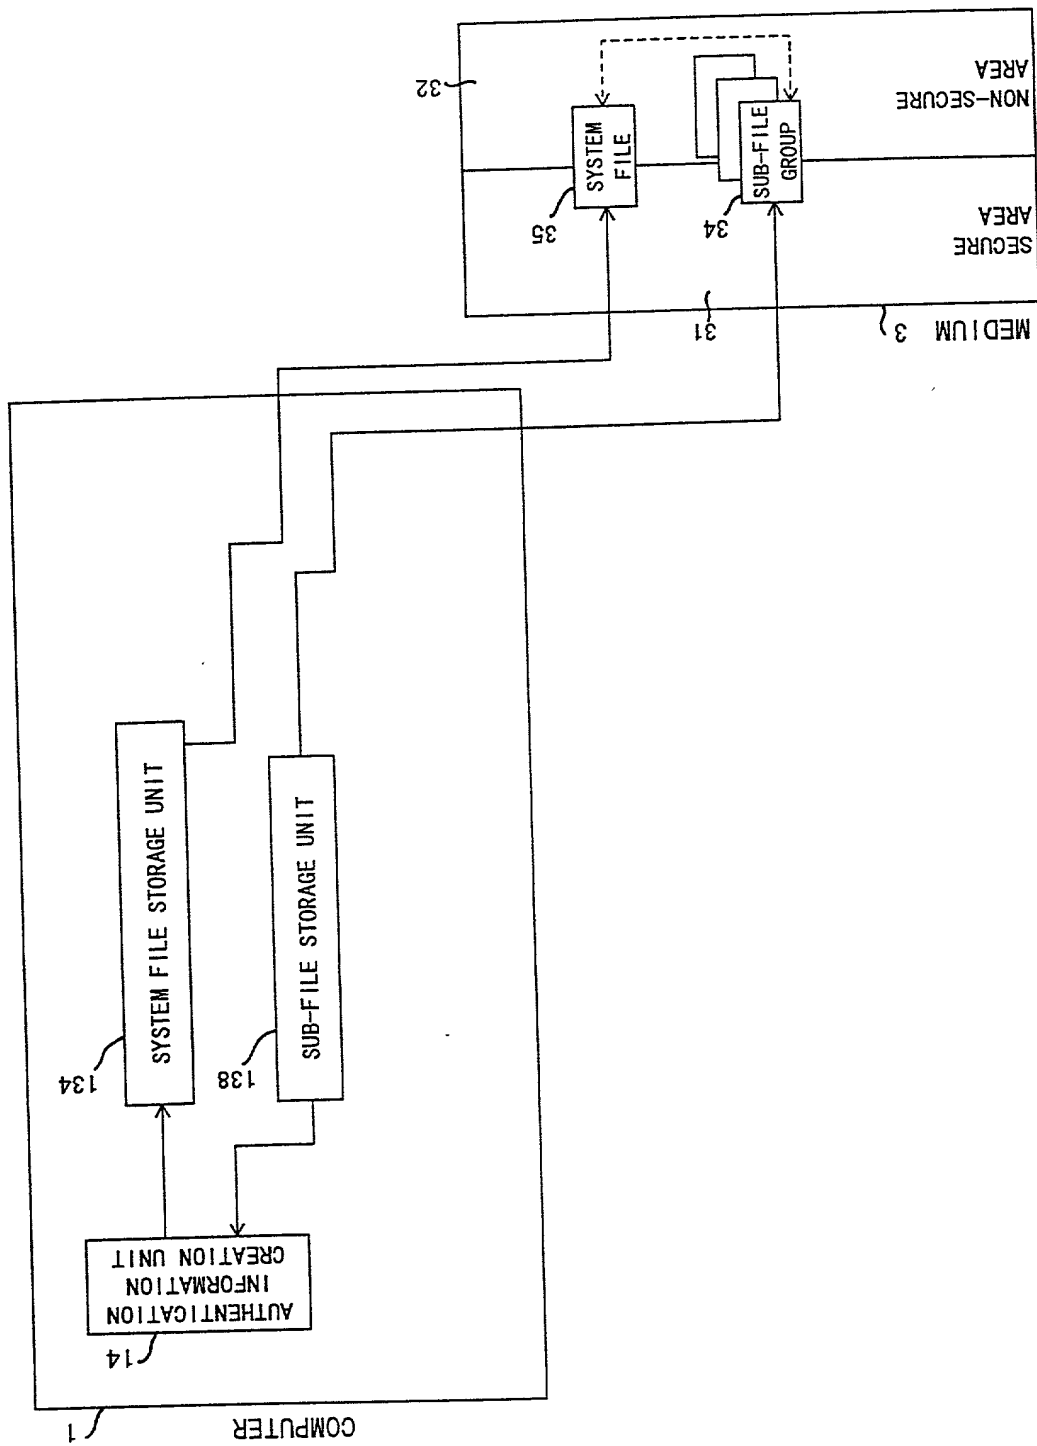 COMPUTER
1
14
AUTHENTICATION
INFORMATION
CREATION UNIT
134
SYSTEM FILE STORAGE UNIT
138
SUB-FILE STORAGE UNIT
MEDIUM 3
31
SECURE
AREA
34
SUB-FILE
GROUP
35
SYSTEM
FILE
32
NON-SECURE
AREA